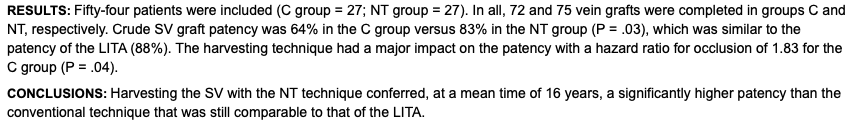 RESULTS: Fifty-four patients were included (C group = 27; NT group = 27). In all, 72 and 75 vein grafts were completed in groups C and
NT, respectively. Crude SV graft patency was 64% in the C group versus 83% in the NT group (P = .03), which was similar to the
patency of the LITA (88%). The harvesting technique had a major impact on the patency with a hazard ratio for occlusion of 1.83 for the
C group (P = .04).
CONCLUSIONS: Harvesting the SV with the NT technique conferred, at a mean time of 16 years, a significantly higher patency than the
conventional technique that was still comparable to that of the LITA.